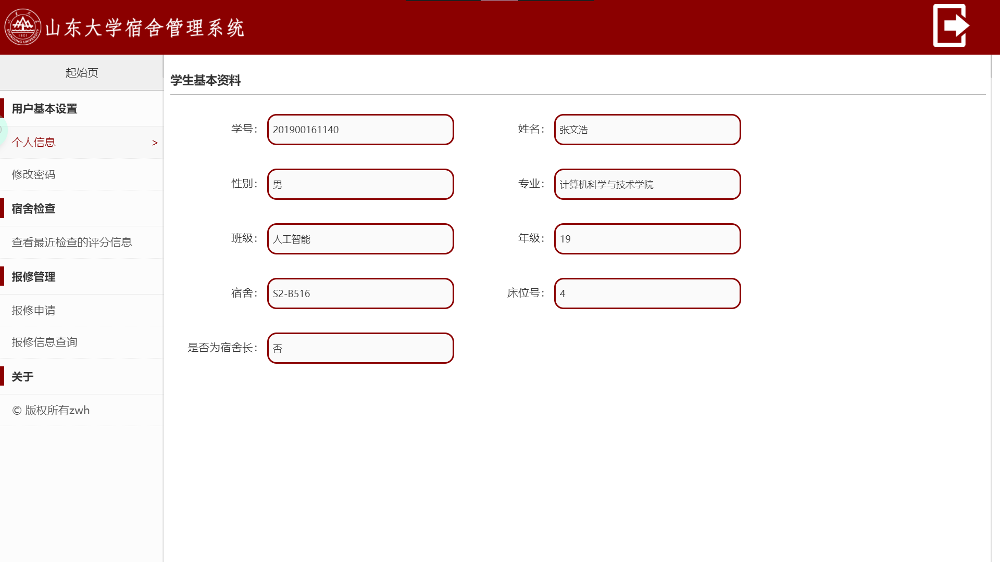 山东大学宿舍管理系统
SHANDONG UNIVERSITY
1901
起始页
用户基本设置
个人信息 >
修改密码
宿舍检查
查看最近检查的评分信息
报修管理
报修申请
报修信息查询
关于
© 版权所有zwh
学生基本资料
学号： 201900161140 姓名： 张文浩
性别： 男 专业： 计算机科学与技术学院
班级： 人工智能 年级： 19
宿舍： S2-B516 床位号： 4
是否为宿舍长： 否